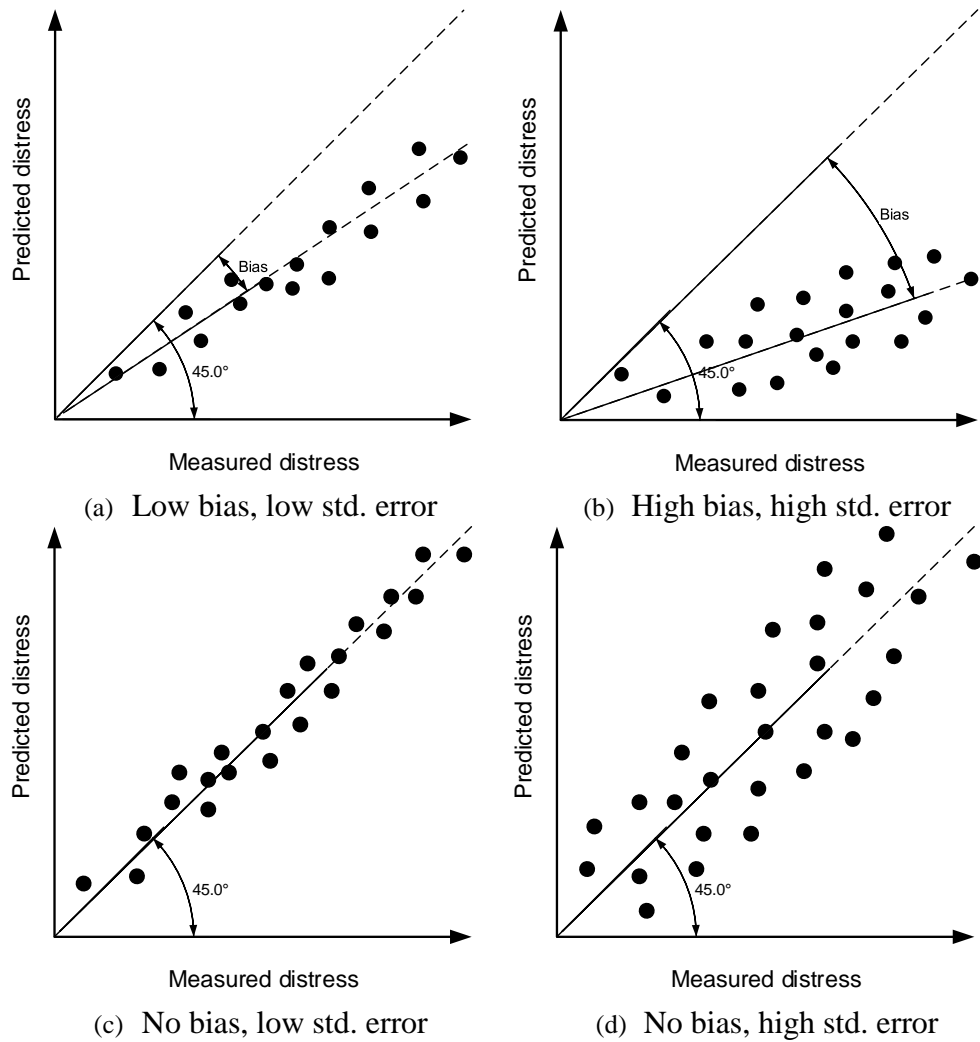 Predicted distress
Bias
45.0°
Measured distress
(a) Low bias, low std. error
Predicted distress
Bias
45.0°
Measured distress
(b) High bias, high std. error
Predicted distress
45.0°
Measured distress
(c) No bias, low std. error
Predicted distress
45.0°
Measured distress
(d) No bias, high std. error